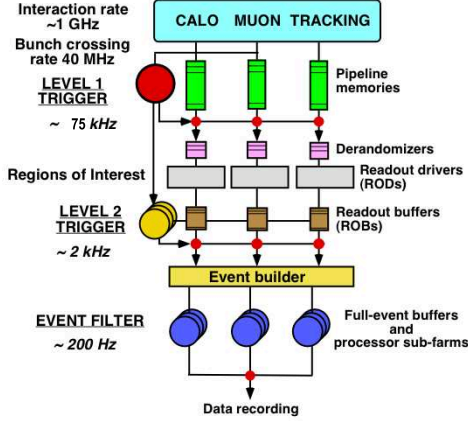 Interaction rate
~1 GHz
CALO MUON TRACKING
Bunch crossing
rate 40 MHz
LEVEL 1
TRIGGER
~ 75 kHz
Pipeline
memories
Derandomizers
Regions of Interest
Readout drivers
(RODs)
LEVEL 2
TRIGGER
~ 2 kHz
Readout buffers
(ROBs)
Event builder
EVENT FILTER
~ 200 Hz
Full-event buffers
and
processor sub-farms
Data recording